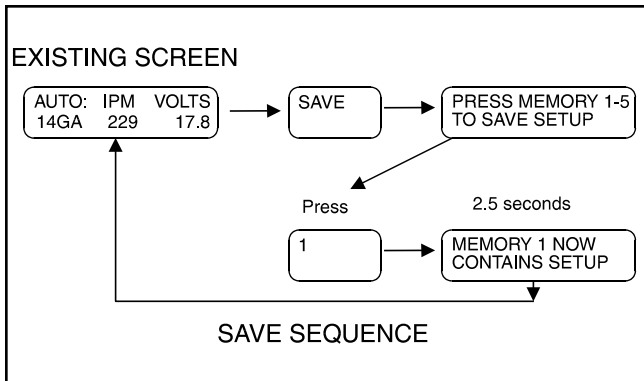 EXISTING SCREEN
AUTO: IPM VOLTS
14GA 229 17.8
SAVE
PRESS MEMORY 1-5
TO SAVE SETUP
Press
2.5 seconds
1
MEMORY 1 NOW
CONTAINS SETUP
SAVE SEQUENCE